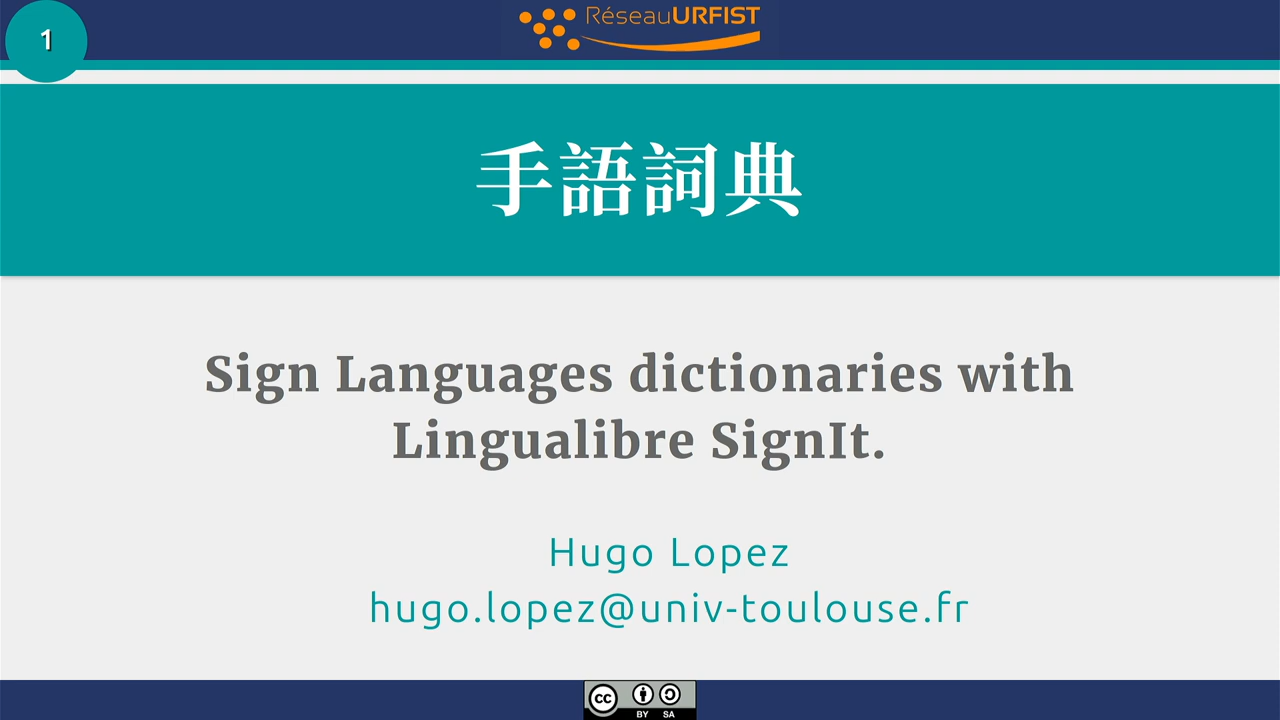 1
RéseauURFIST
手語詞典
Sign Languages dictionaries with
Lingualibre SignIt.
Hugo Lopez
hugo.lopez@univ-toulouse.fr
cc
BY SA